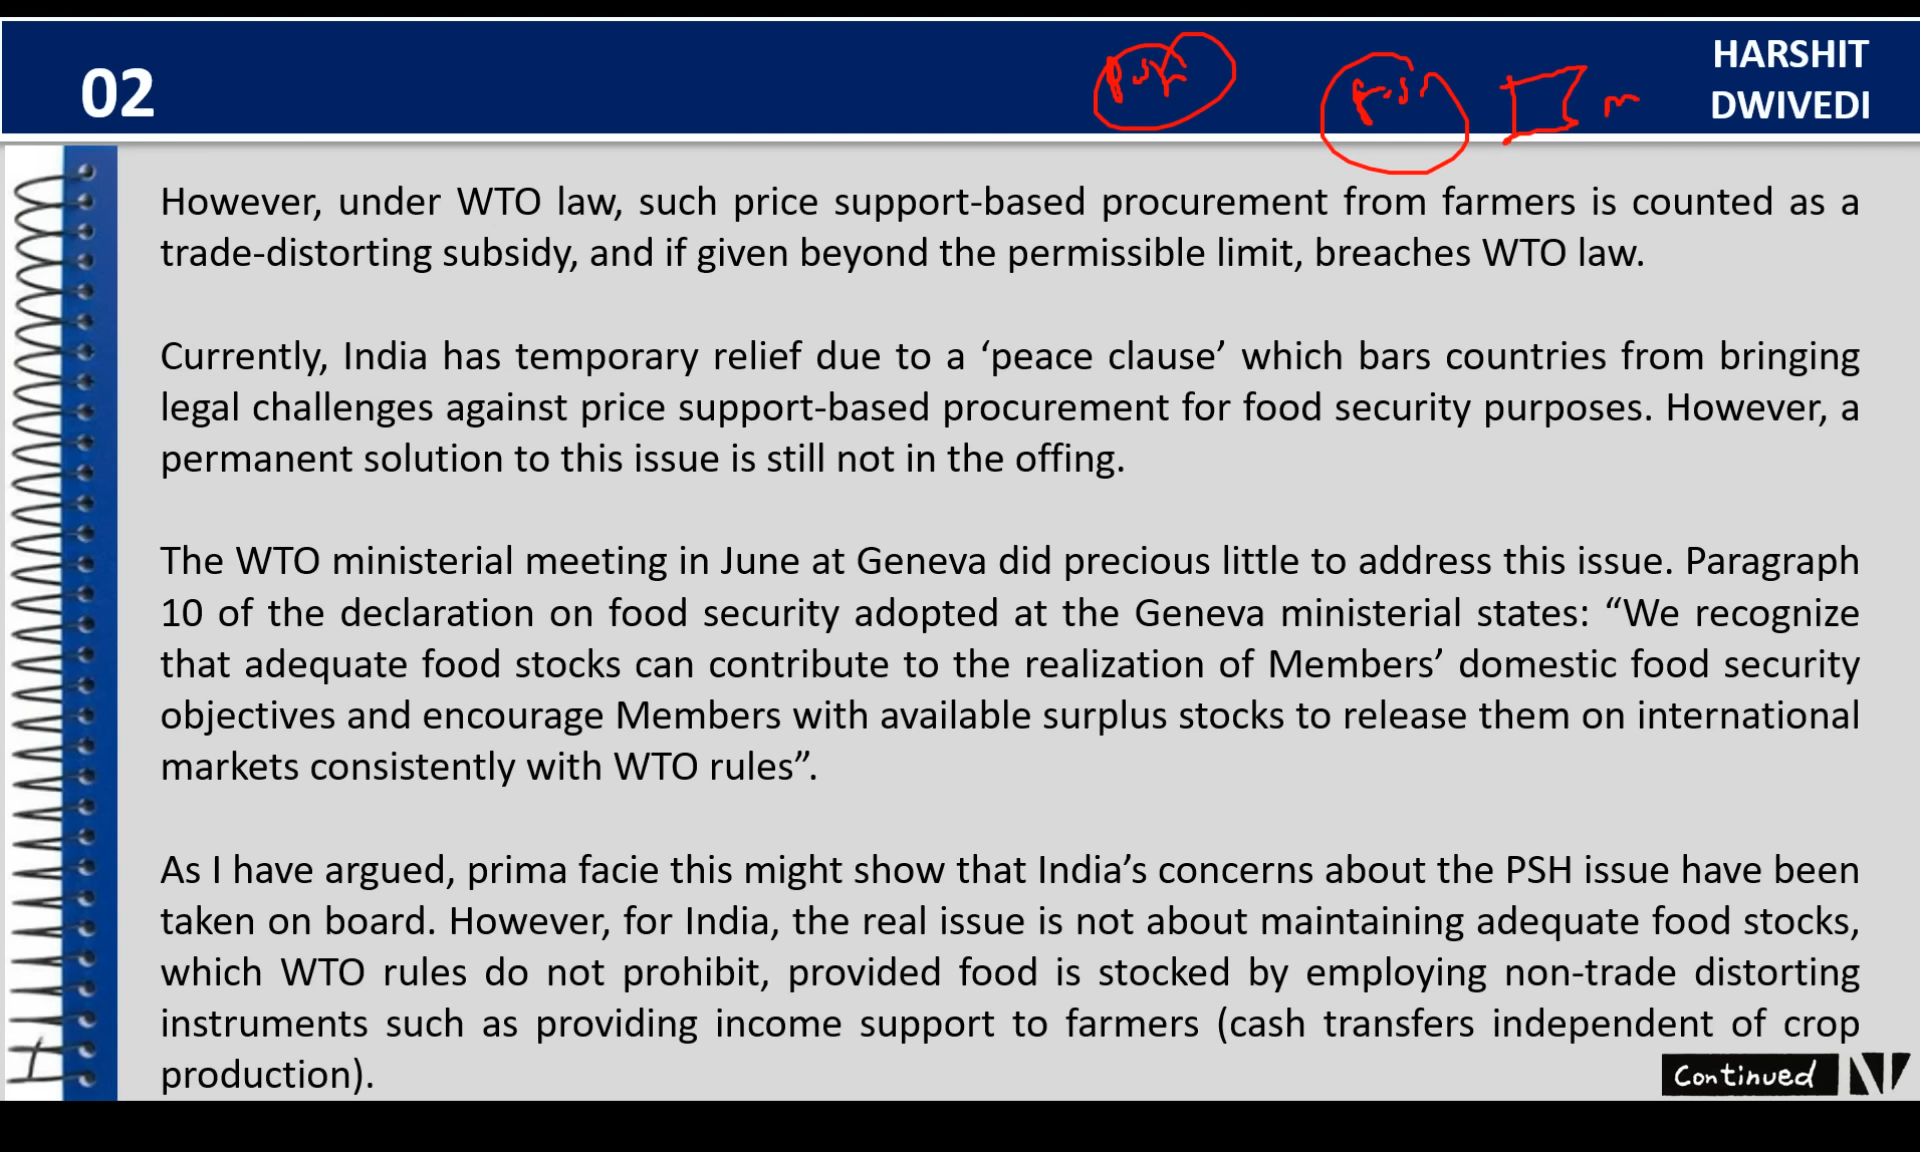 02
HARSHIT
DWIVEDI
However, under WTO law, such price support-based procurement from farmers is counted as a
trade-distorting subsidy, and if given beyond the permissible limit, breaches WTO law.
Currently, India has temporary relief due to a ‘peace clause’ which bars countries from bringing
legal challenges against price support-based procurement for food security purposes. However, a
permanent solution to this issue is still not in the offing.
The WTO ministerial meeting in June at Geneva did precious little to address this issue. Paragraph
10 of the declaration on food security adopted at the Geneva ministerial states: “We recognize
that adequate food stocks can contribute to the realization of Members’ domestic food security
objectives and encourage Members with available surplus stocks to release them on international
markets consistently with WTO rules”.
As I have argued, prima facie this might show that India’s concerns about the PSH issue have been
taken on board. However, for India, the real issue is not about maintaining adequate food stocks,
which WTO rules do not prohibit, provided food is stocked by employing non-trade distorting
instruments such as providing income support to farmers (cash transfers independent of crop
production).
Continued